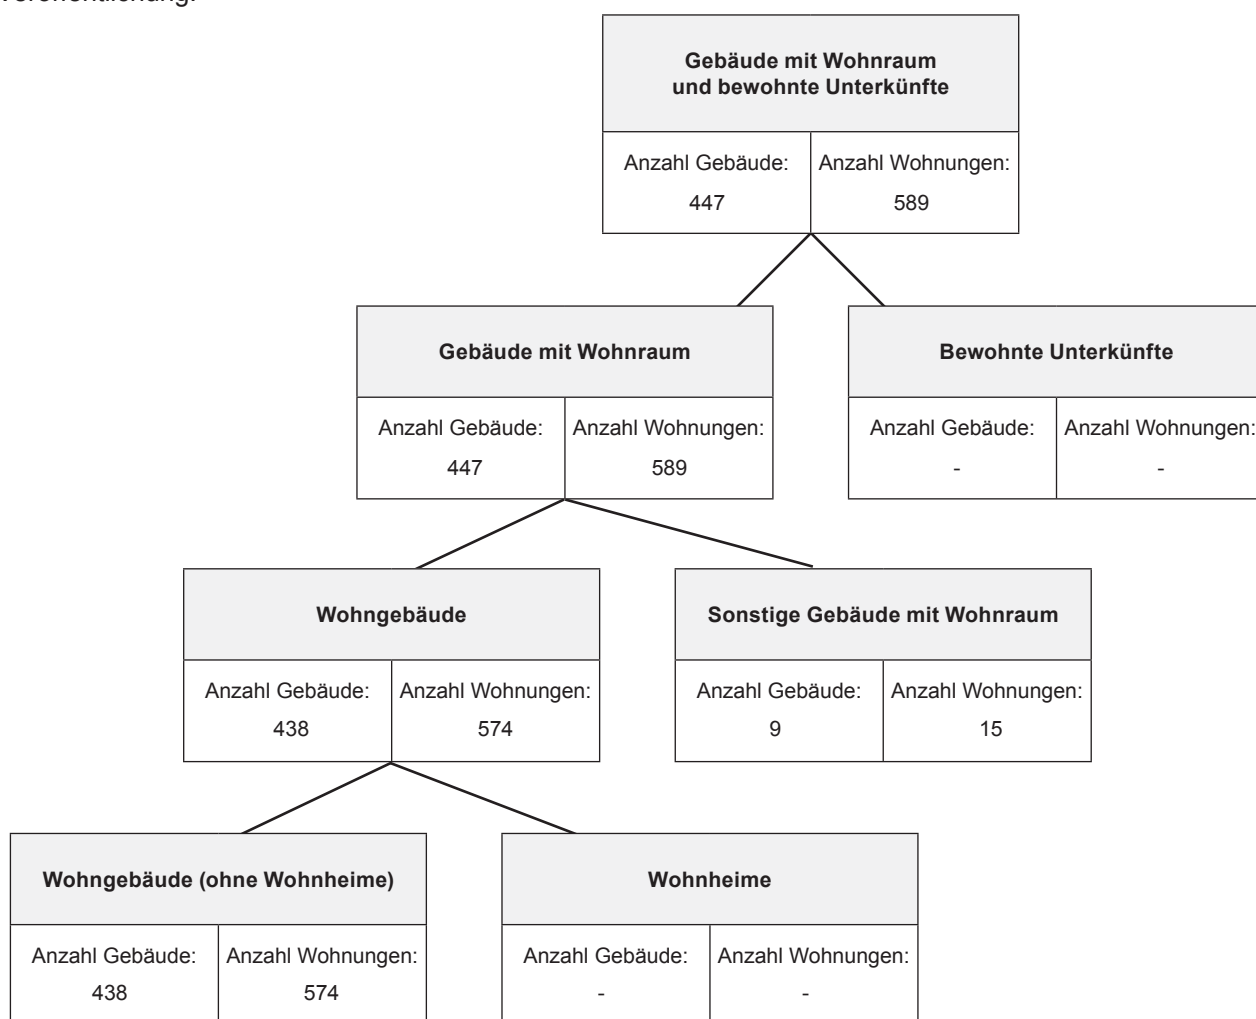 Veröffentlichung.
Gebäude mit Wohnraum
und bewohnte Unterkünfte
Anzahl Gebäude: Anzahl Wohnungen:
447 589
Gebäude mit Wohnraum Bewohnte Unterkünfte
Anzahl Gebäude: Anzahl Wohnungen: Anzahl Gebäude: Anzahl Wohnungen:
447 589 - -
Wohngebäude Sonstige Gebäude mit Wohnraum
Anzahl Gebäude: Anzahl Wohnungen: Anzahl Gebäude: Anzahl Wohnungen:
438 574 9 15
Wohngebäude (ohne Wohnheime) Wohnheime
Anzahl Gebäude: Anzahl Wohnungen: Anzahl Gebäude: Anzahl Wohnungen:
438 574 - -